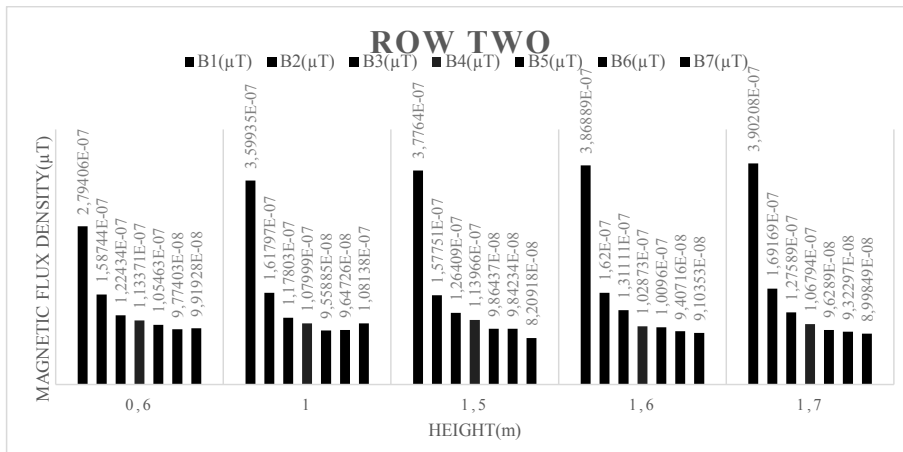 ROW TWO
B1(µT) B2(µT) B3(µT) B4(µT) B5(µT) B6(µT) B7(µT)
MAGNETIC FLUX DENSITY(µT)
2,79406E-07
1,58744E-07
1,22434E-07
1,13371E-07
1,05463E-07
9,77403E-08
9,91928E-08
3,59935E-07
1,61797E-07
1,17803E-07
1,07999E-07
9,55885E-08
9,64726E-08
1,08138E-07
3,7764E-07
1,57751E-07
1,26409E-07
1,13966E-07
9,86437E-08
9,84234E-08
8,20918E-08
3,86889E-07
1,62E-07
1,31111E-07
1,02873E-07
1,0096E-07
9,40716E-08
9,10353E-08
3,90208E-07
1,69169E-07
1,27589E-07
1,06794E-07
9,6289E-08
9,32297E-08
8,99849E-08
0,6 1 1,5 1,6 1,7
HEIGHT(m)